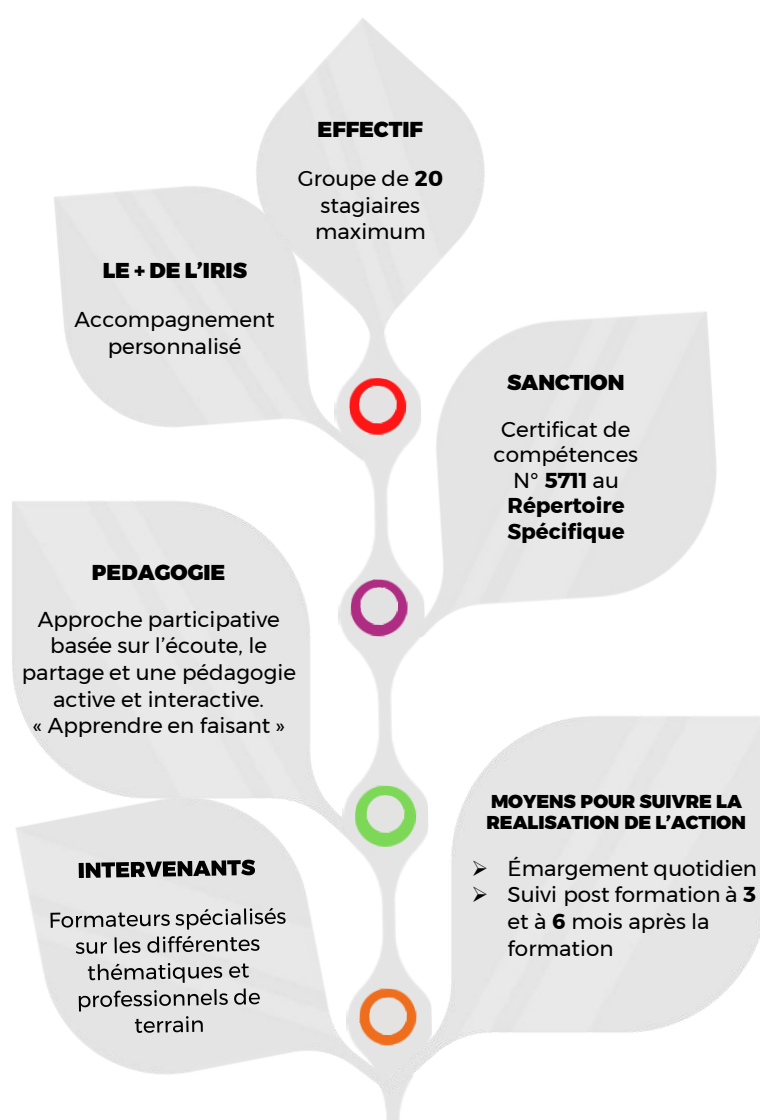 EFFECTIF
Groupe de 20
stagiaires
maximum
LE + DE L’IRIS
Accompagnement
personnalisé
SANCTION
Certificat de
compétences
N° 5711 au
Répertoire
Spécifique
PEDAGOGIE
Approche participative
basée sur l’écoute, le
partage et une pédagogie
active et interactive.
« Apprendre en faisant »
MOYENS POUR SUIVRE LA
REALISATION DE L’ACTION
➢ Émargement quotidien
➢ Suivi post formation à 3
et à 6 mois après la
formation
INTERVENANTS
Formateurs spécialisés
sur les différentes
thématiques et
professionnels de
terrain